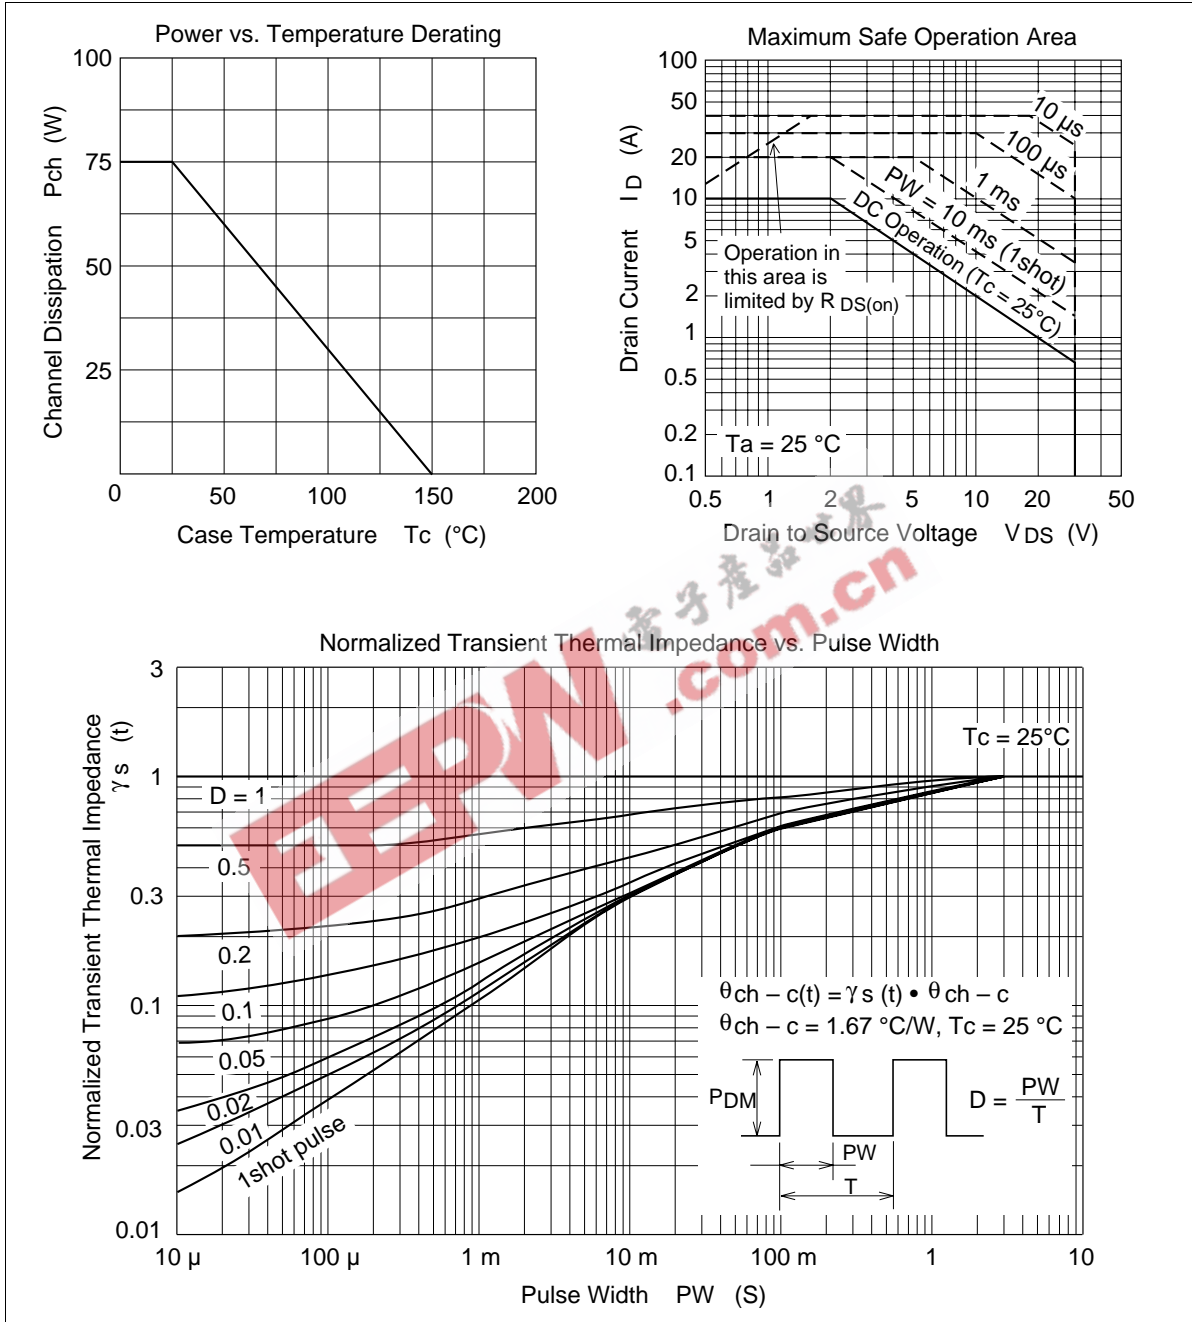 Power vs. Temperature Derating
Channel Dissipation Pch (W)
100
75
50
25
0 50 100 150 200
Case Temperature Tc (°C)
Maximum Safe Operation Area
Drain Current I D (A)
100
50
20
10
5
2
1
0.5
0.2
0.1
10 µs
100 µs
1 ms
PW = 10 ms (1shot)
DC Operation (Tc = 25°C)
Operation in
this area is
limited by R DS(on)
Ta = 25 °C
0.5 1 2 5 10 20 50
Drain to Source Voltage V DS (V)
電子產品世界
EEPW .com.cn
Normalized Transient Thermal Impedance vs. Pulse Width
Normalized Transient Thermal Impedance
γ s (t)
3
1
0.3
0.1
0.03
0.01
Tc = 25°C
D = 1
0.5
0.2
0.1
0.05
0.02
0.01
1shot pulse
θ ch – c(t) = γ s (t) • θ ch – c
θ ch – c = 1.67 °C/W, Tc = 25 °C
PDM
D = PW
T
PW
T
10 µ 100 µ 1 m 10 m 100 m 1 10
Pulse Width PW (S)